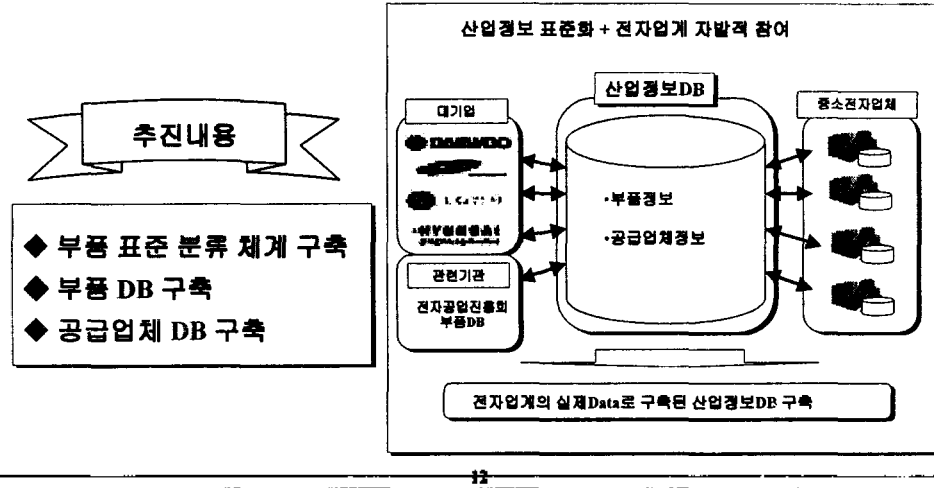 추진내용
◆ 부품 표준 분류 체계 구축
◆ 부품 DB 구축
◆ 공급업체 DB 구축
산업정보 표준화 + 전자업계 자발적 참여
대기업
DAEWOO
관련기관
전자공업진흥회
부품DB
산업정보DB
•부품정보
•공급업체정보
중소전자업체
전자업계의 실제Data로 구축된 산업정보DB 구축
12